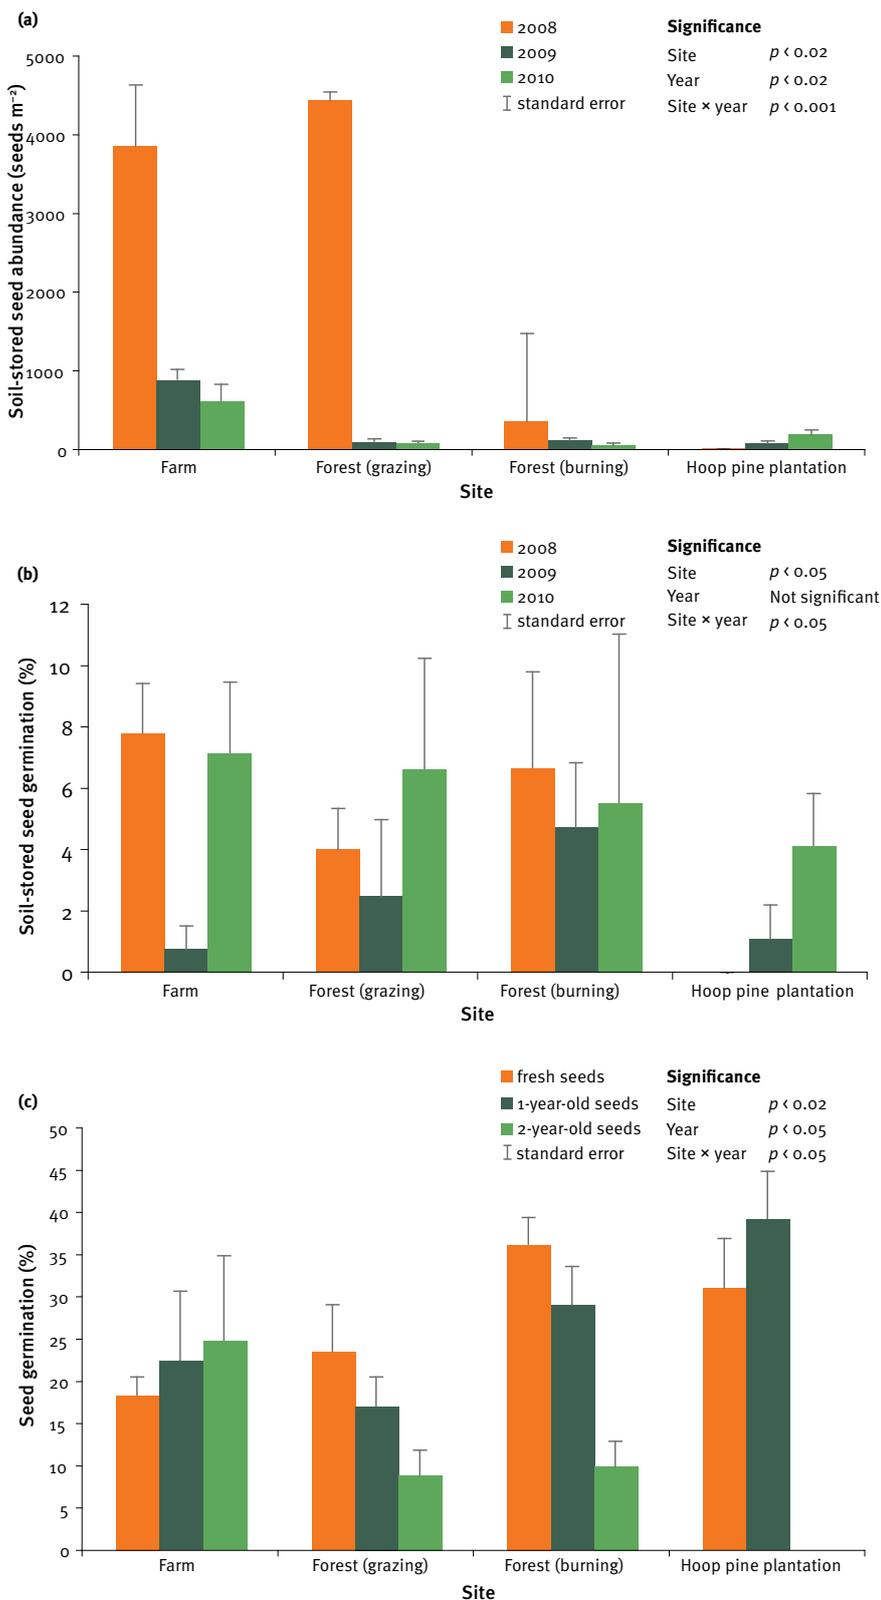 (a)
2008
2009
2010
standard error
Significance
Site p < 0.02
Year p < 0.02
Site × year p < 0.001
Soil-stored seed abundance (seeds m⁻²)
5000
4000
3000
2000
1000
0
Farm Forest (grazing) Forest (burning) Hoop pine plantation
Site
(b)
2008
2009
2010
standard error
Significance
Site p < 0.05
Year Not significant
Site × year p < 0.05
Soil-stored seed germination (%)
12
10
8
6
4
2
0
Farm Forest (grazing) Forest (burning) Hoop pine plantation
Site
(c)
fresh seeds
1-year-old seeds
2-year-old seeds
standard error
Significance
Site p < 0.02
Year p < 0.05
Site × year p < 0.05
Seed germination (%)
50
45
40
35
30
25
20
15
10
5
0
Farm Forest (grazing) Forest (burning) Hoop pine plantation
Site